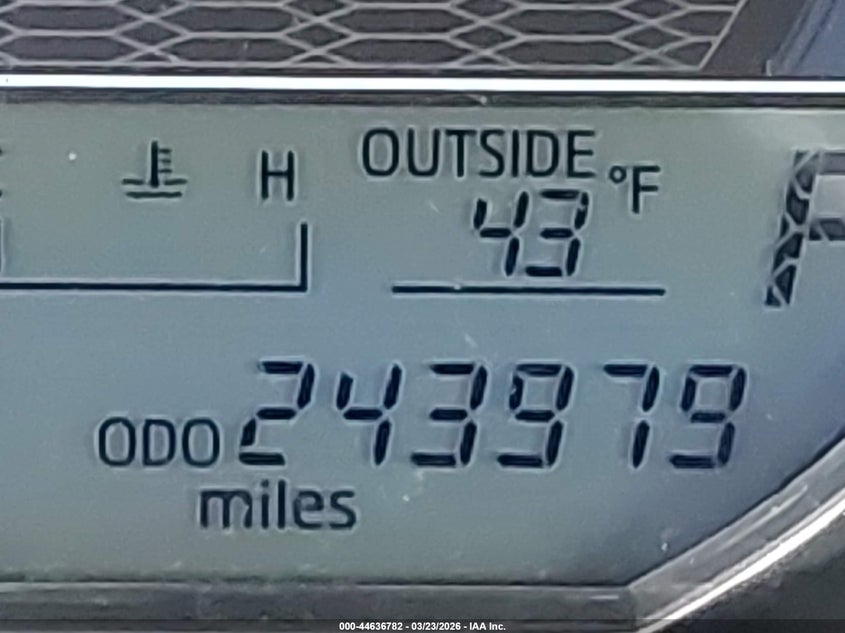 H
OUTSIDE
43 °F
ODO 243979
miles
000-44636782 - 03/23/2026 - IAA Inc.